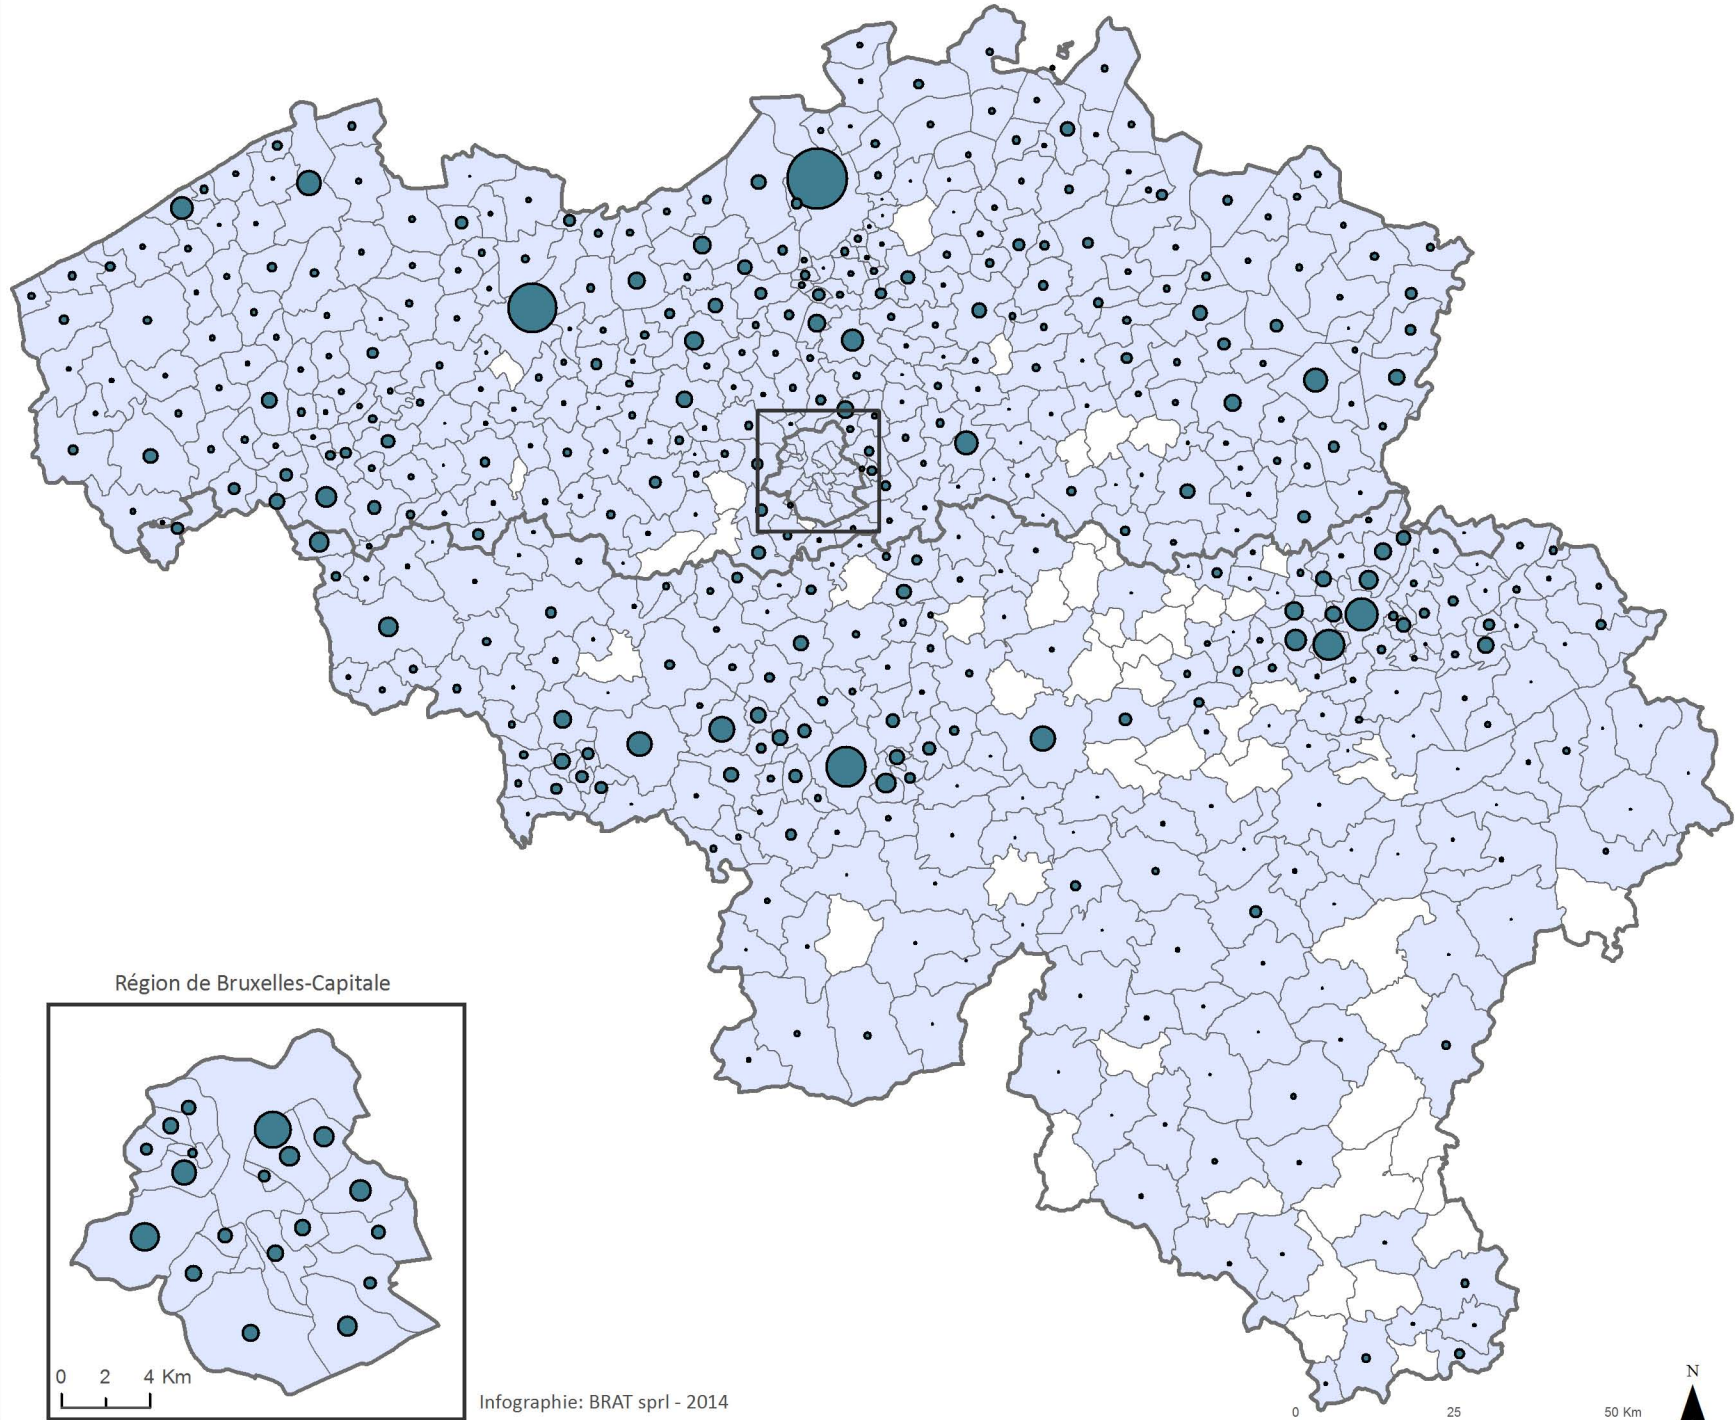 Région de Bruxelles-Capitale
0 2 4 Km
Infographie: BRAT sprl - 2014
N
0 25 50 Km